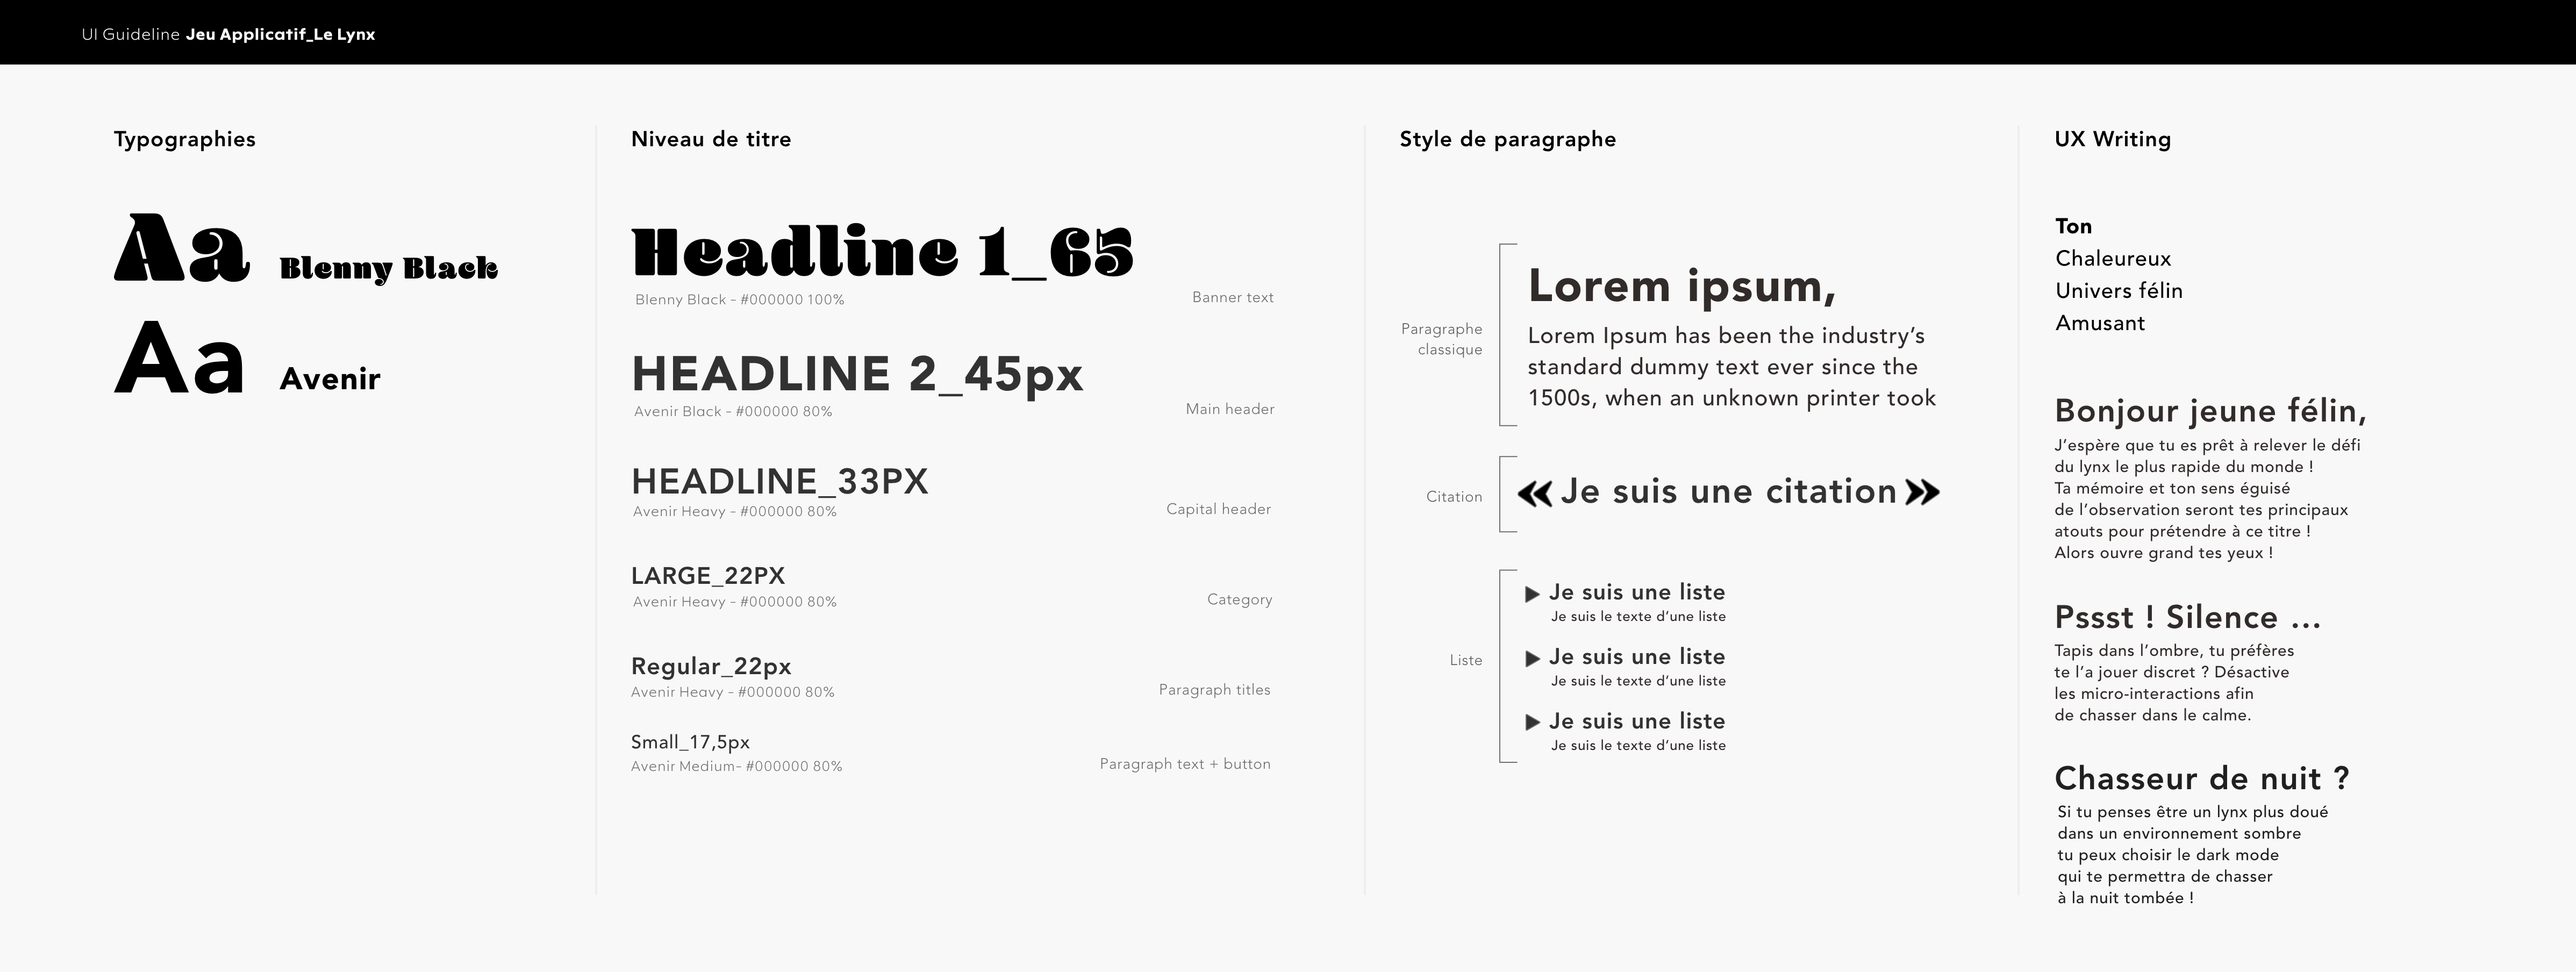 UI Guideline Jeu Applicatif_Le Lynx
Typographies
Aa Blenny Black
Aa Avenir
Niveau de titre
Headline 1_65
Blenny Black - #000000 100%
Banner text
HEADLINE 2_45px
Avenir Black - #000000 80%
Main header
HEADLINE_33PX
Avenir Heavy - #000000 80%
Capital header
LARGE_22PX
Avenir Heavy - #000000 80%
Category
Regular_22px
Avenir Heavy - #000000 80%
Paragraph titles
Small_17,5px
Avenir Medium- #000000 80%
Paragraph text + button
Style de paragraphe
Paragraphe
classique
Lorem ipsum,
Lorem Ipsum has been the industry’s
standard dummy text ever since the
1500s, when an unknown printer took
Citation
« Je suis une citation »
Liste
▶ Je suis une liste
Je suis le texte d’une liste
▶ Je suis une liste
Je suis le texte d’une liste
▶ Je suis une liste
Je suis le texte d’une liste
UX Writing
Ton
Chaleureux
Univers félin
Amusant
Bonjour jeune félin,
J’espère que tu es prêt à relever le défi
du lynx le plus rapide du monde !
Ta mémoire et ton sens éguisé
de l’observation seront tes principaux
atouts pour prétendre à ce titre !
Alors ouvre grand tes yeux !
Pssst ! Silence ...
Tapis dans l’ombre, tu préfères
te l’a jouer discret ? Désactive
les micro-interactions afin
de chasser dans le calme.
Chasseur de nuit ?
Si tu penses être un lynx plus doué
dans un environnement sombre
tu peux choisir le dark mode
qui te permettra de chasser
à la nuit tombée !